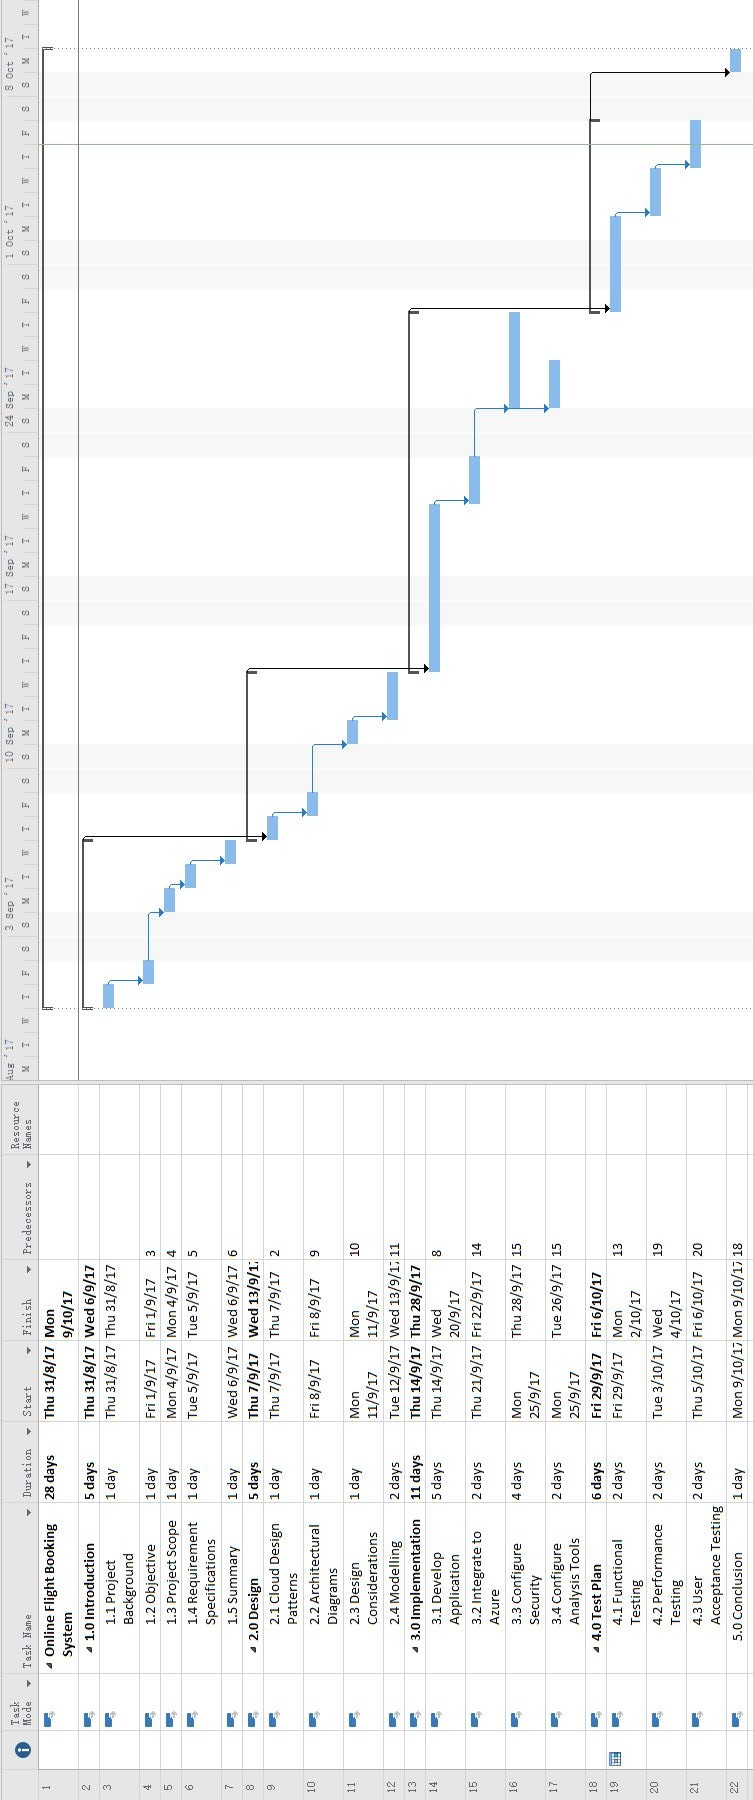 Task Mode Task Name Duration Start Finish Predecessors Resource Names
Aug '17 3 Sep '17 10 Sep '17 17 Sep '17 24 Sep '17 1 Oct '17 8 Oct '17
M T W T F S S M T W T F S S M T W T F S S M T W T F S S M T W T F S S M T W T F S S M T W
1 Online Flight Booking System 28 days Thu 31/8/17 Mon 9/10/17
2 1.0 Introduction 5 days Thu 31/8/17 Wed 6/9/17
3 1.1 Project Background 1 day Thu 31/8/17 Thu 31/8/17
4 1.2 Objective 1 day Fri 1/9/17 Fri 1/9/17 3
5 1.3 Project Scope 1 day Mon 4/9/17 Mon 4/9/17 4
6 1.4 Requirement Specifications 1 day Tue 5/9/17 Tue 5/9/17 5
7 1.5 Summary 1 day Wed 6/9/17 Wed 6/9/17 6
8 2.0 Design 5 days Thu 7/9/17 Wed 13/9/1
9 2.1 Cloud Design Patterns 1 day Thu 7/9/17 Thu 7/9/17 2
10 2.2 Architectural Diagrams 1 day Fri 8/9/17 Fri 8/9/17 9
11 2.3 Design Considerations 1 day Mon 11/9/17 Mon 11/9/17 10
12 2.4 Modelling 2 days Tue 12/9/17 Wed 13/9/17 11
13 3.0 Implementation 11 days Thu 14/9/17 Thu 28/9/17
14 3.1 Develop Application 5 days Thu 14/9/17 Wed 20/9/17 8
15 3.2 Integrate to Azure 2 days Thu 21/9/17 Fri 22/9/17 14
16 3.3 Configure Security 4 days Mon 25/9/17 Thu 28/9/17 15
17 3.4 Configure Analysis Tools 2 days Mon 25/9/17 Tue 26/9/17 15
18 4.0 Test Plan 6 days Fri 29/9/17 Fri 6/10/17
19 4.1 Functional Testing 2 days Fri 29/9/17 Mon 2/10/17 13
20 4.2 Performance Testing 2 days Tue 3/10/17 Wed 4/10/17 19
21 4.3 User Acceptance Testing 2 days Thu 5/10/17 Fri 6/10/17 20
22 5.0 Conclusion 1 day Mon 9/10/17 Mon 9/10/17 18